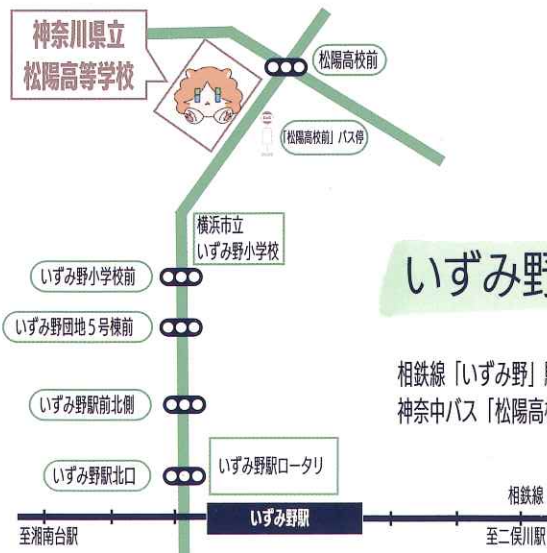 神奈川県立
松陽高等学校
松陽高校前
「松陽高校前」バス停
横浜市立
いずみ野小学校
いずみ野小学校前
いずみ野団地5号棟前
いずみ野
相鉄線「いずみ野」
神奈中バス「松陽高
いずみ野駅前北側
いずみ野駅北口
いずみ野駅ロータリ
相鉄線
いずみ野駅
至湘南台駅
至二俣川駅